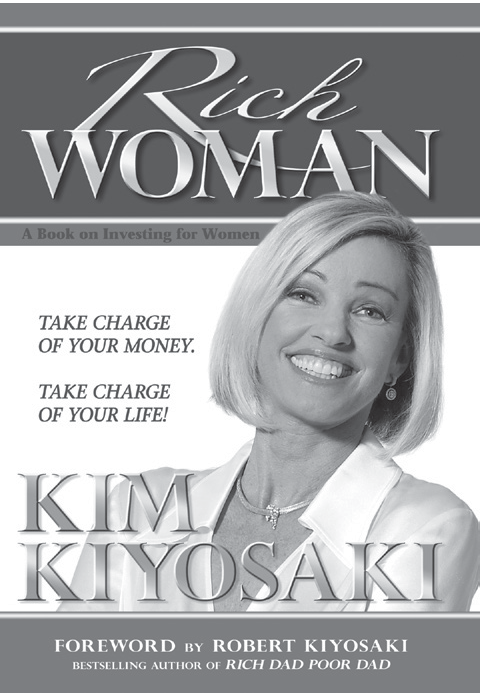 Rich
WOMAN
A Book on Investing for Women
TAKE CHARGE
OF YOUR MONEY.
TAKE CHARGE
OF YOUR LIFE!
KIM
KIYOSAKI
FOREWORD BY ROBERT KIYOSAKI
BESTSELLING AUTHOR OF RICH DAD POOR DAD